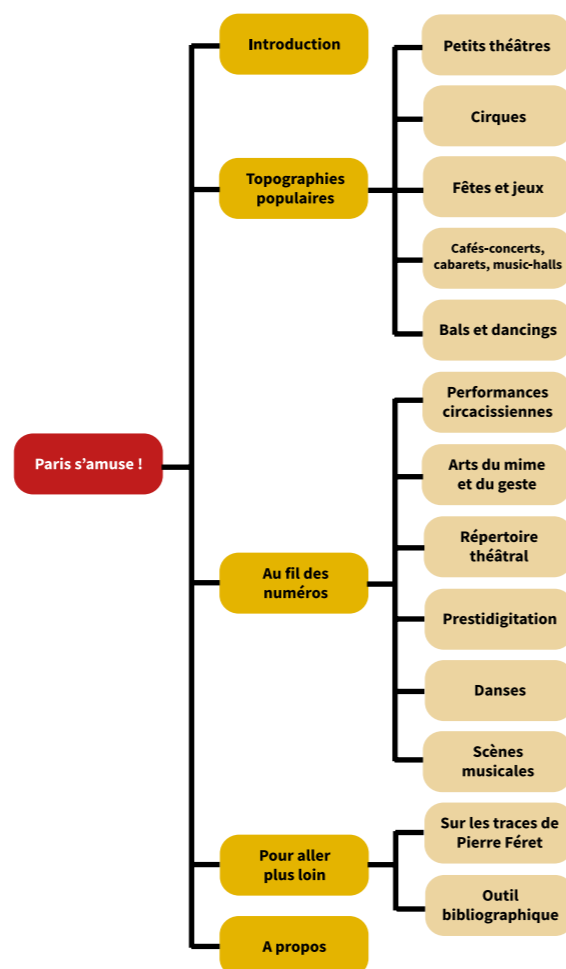 Paris s’amuse !
Introduction
Topographies
populaires
Petits théâtres
Cirques
Fêtes et jeux
Cafés-concerts,
cabarets, music-halls
Bals et dancings
Au fil des
numéros
Performances
circacissiennes
Arts du mime
et du geste
Répertoire
théâtral
Prestidigitation
Danses
Scènes
musicales
Pour aller
plus loin
Sur les traces de
Pierre Féret
Outil
bibliographique
A propos